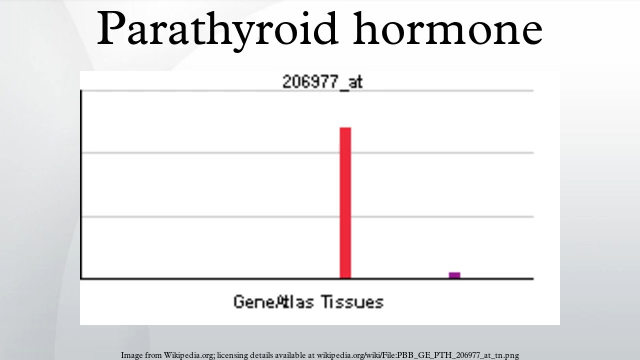 Parathyroid hormone
206977_at
GeneAtlas Tissues
Image from Wikipedia.org; licensing details available at wikipedia.org/wiki/File:PBB_GE_PTH_206977_at_tn.png